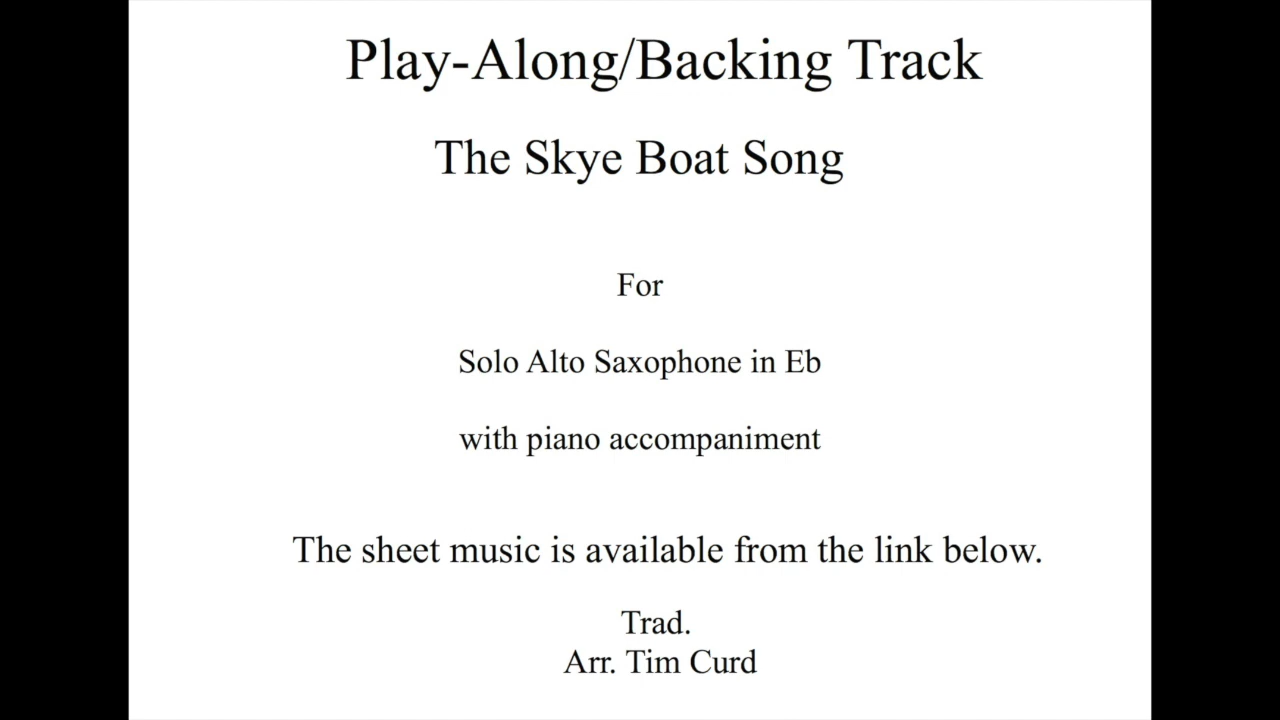 Play-Along/Backing Track
The Skye Boat Song
For
Solo Alto Saxophone in Eb
with piano accompaniment
The sheet music is available from the link below.
Trad.
Arr. Tim Curd